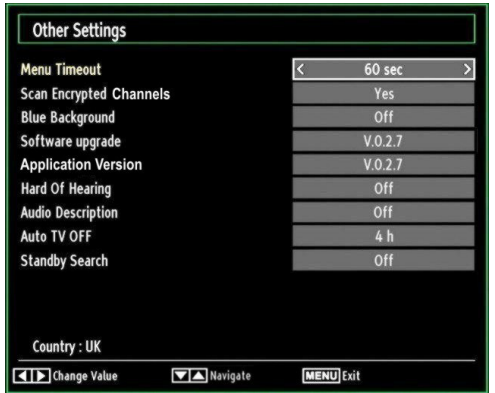 Other Settings
Menu Timeout < 60 sec >
Scan Encrypted Channels Yes
Blue Background Off
Software upgrade V.0.2.7
Application Version V.0.2.7
Hard Of Hearing Off
Audio Description Off
Auto TV OFF 4 h
Standby Search Off
Country : UK
Change Value Navigate MENU Exit